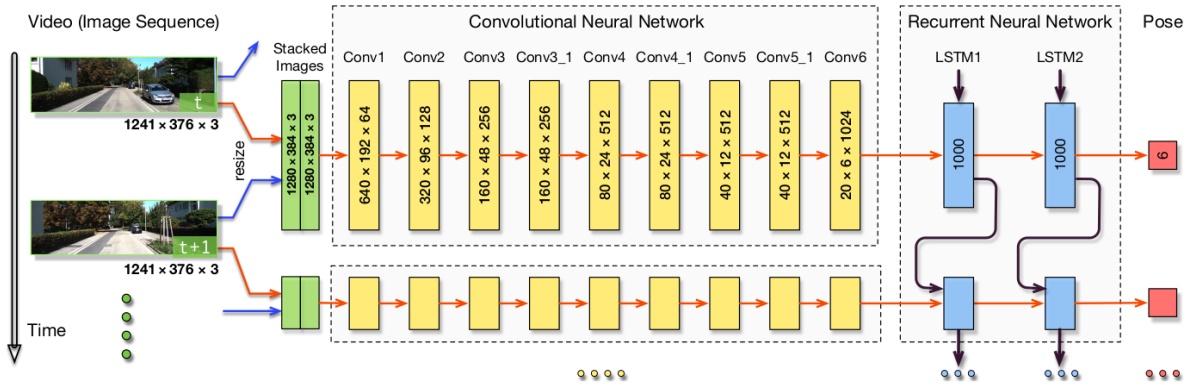 Video (Image Sequence)
Convolutional Neural Network
Recurrent Neural Network
Pose
Stacked
Images
Conv1
Conv2
Conv3
Conv3_1
Conv4
Conv4_1
Conv5
Conv5_1
Conv6
LSTM1
LSTM2
t
1241 × 376 × 3
resize
1280 × 384 × 3
1280 × 384 × 3
640 × 192 × 64
320 × 96 × 128
160 × 48 × 256
160 × 48 × 256
80 × 24 × 512
80 × 24 × 512
40 × 12 × 512
40 × 12 × 512
20 × 6 × 1024
1000
1000
6
t+1
1241 × 376 × 3
Time